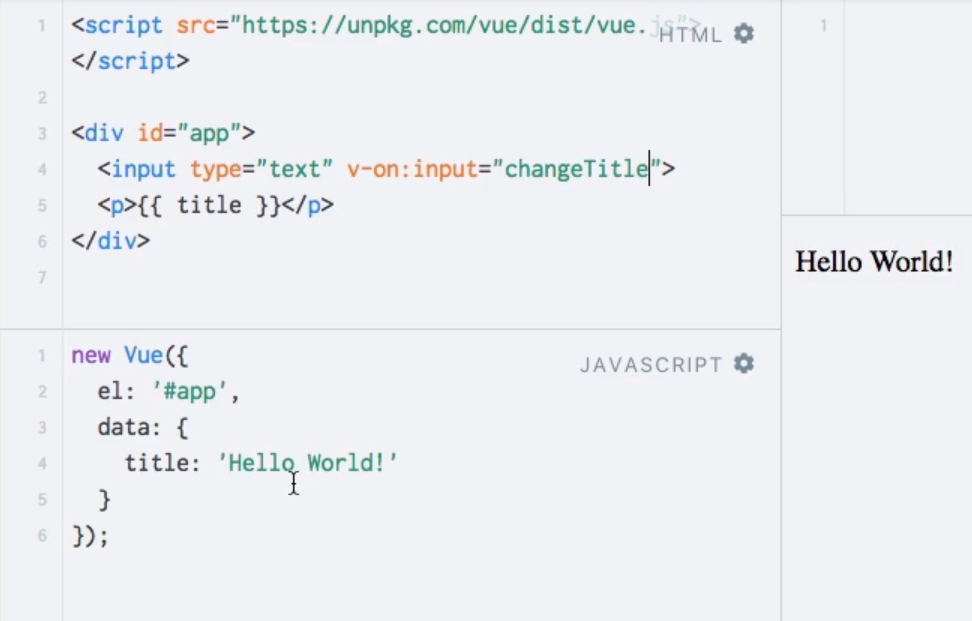 1 <script src="https://unpkg.com/vue/dist/vue.js">
</script>
HTML
1
2
3 <div id="app">
4 <input type="text" v-on:input="changeTitle">
5 <p>{{ title }}</p>
6 </div>
7
Hello World!
1 new Vue({
JAVASCRIPT
2 el: '#app',
3 data: {
4 title: 'Hello World!'
5 }
6 });